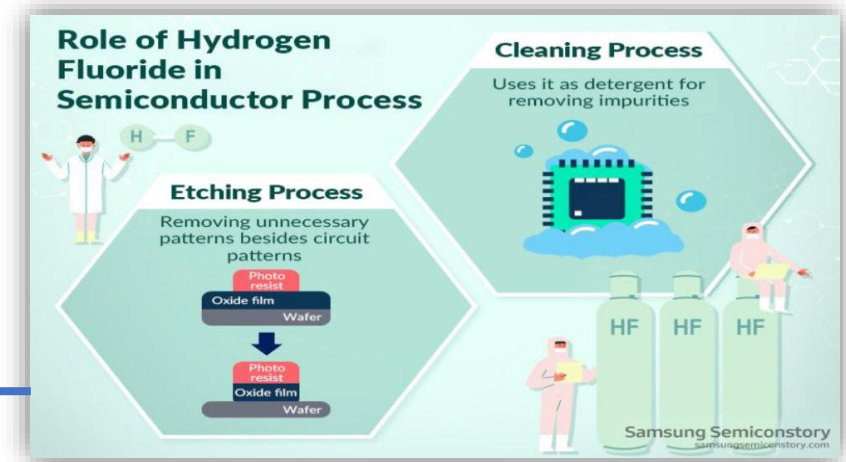 Role of Hydrogen
Fluoride in
Semiconductor Process
H F
Etching Process
Removing unnecessary
patterns besides circuit
patterns
Photo
resist
Oxide film
Wafer
Photo
resist
Oxide film
Wafer
Cleaning Process
Uses it as detergent for
removing impurities
HF HF HF
Samsung Semiconstory
samsungsemiconstory.com